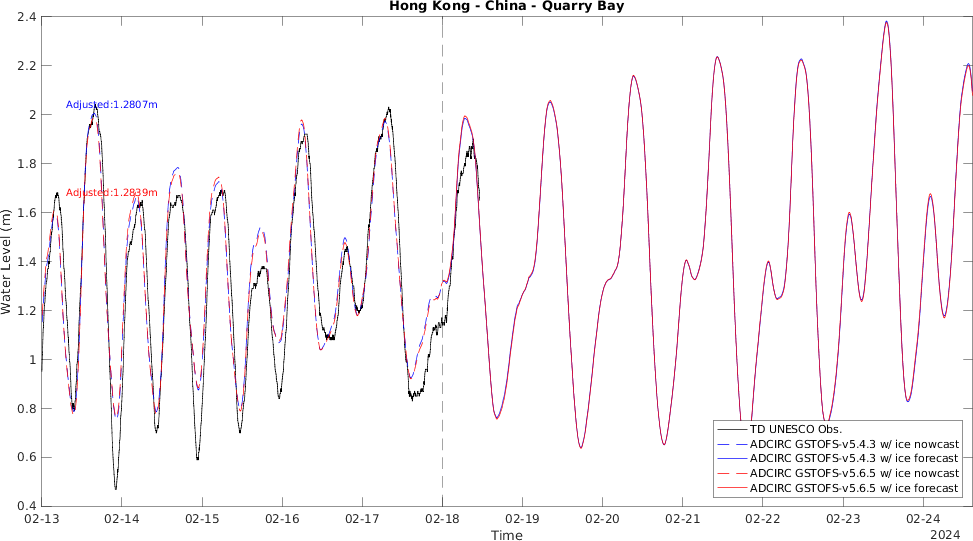 Hong Kong - China - Quarry Bay
2.4
2.2
2
1.8
1.6
1.4
1.2
1
0.8
0.6
0.4
Water Level (m)
Adjusted:1.2807m
Adjusted:1.2839m
TD UNESCO Obs.
ADCIRC GSTOFS-v5.4.3 w/ ice nowcast
ADCIRC GSTOFS-v5.4.3 w/ ice forecast
ADCIRC GSTOFS-v5.6.5 w/ ice nowcast
ADCIRC GSTOFS-v5.6.5 w/ ice forecast
02-13 02-14 02-15 02-16 02-17 02-18 02-19 02-20 02-21 02-22 02-23 02-24
Time
2024